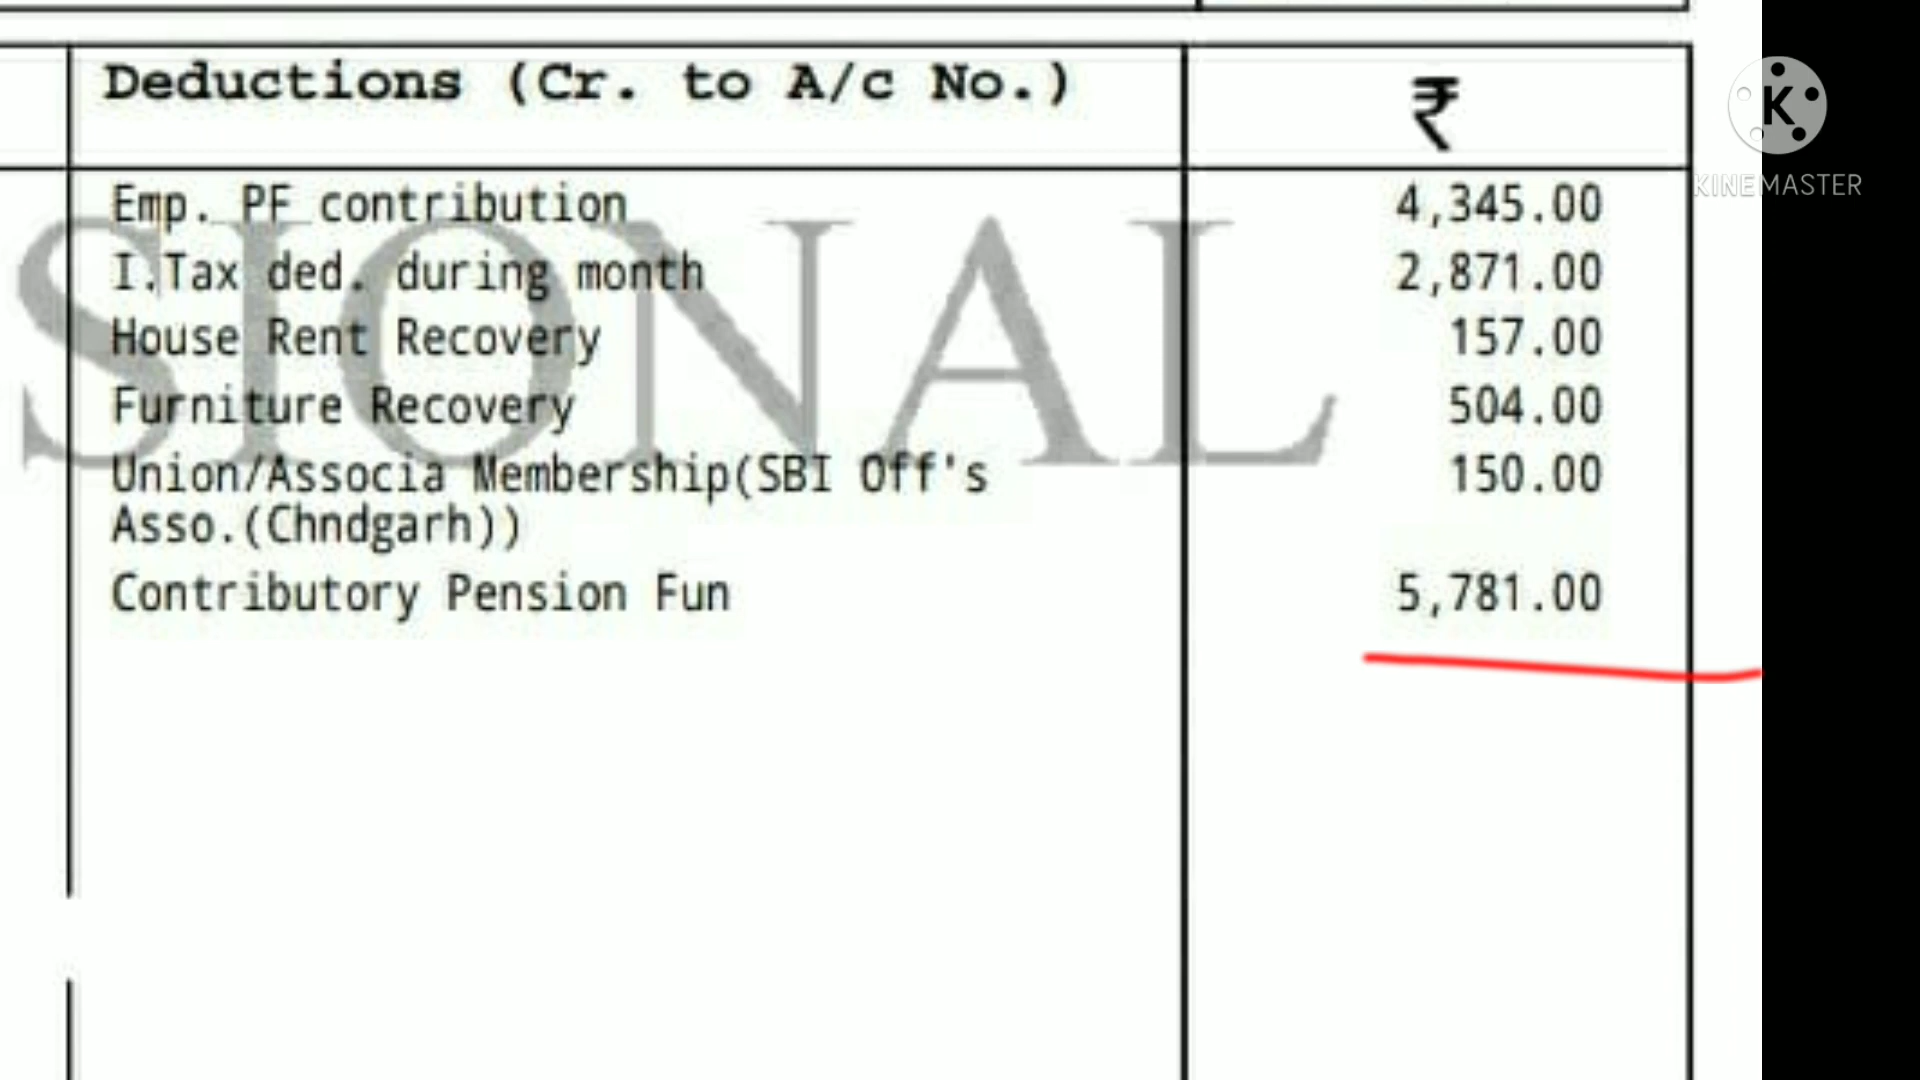 Deductions (Cr. to A/c No.) ₹
Emp. PF contribution 4,345.00
I.Tax ded. during month 2,871.00
House Rent Recovery 157.00
Furniture Recovery 504.00
Union/Associa Membership(SBI Off's 150.00
Asso.(Chndgarh))
Contributory Pension Fun 5,781.00
SIONAL
K
KINEMASTER